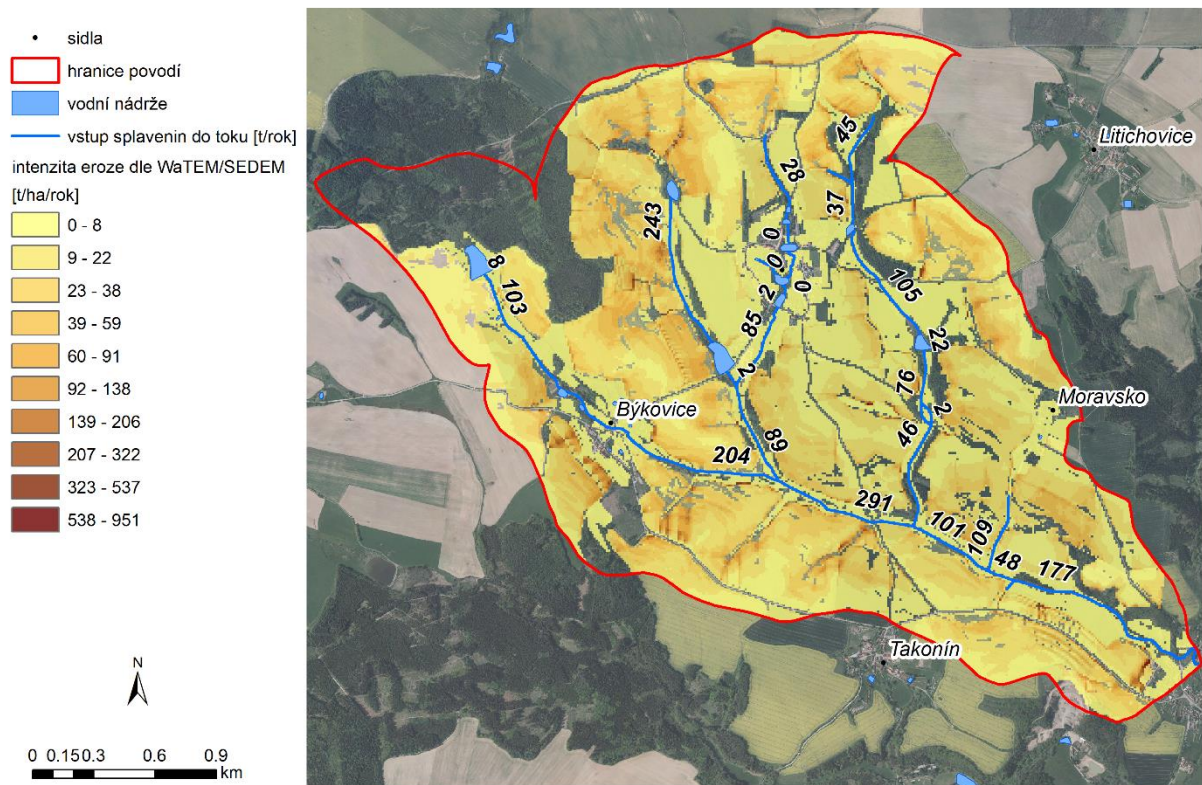 sidla
hranice povodí
vodní nádrže
vstup splavenin do toku [t/rok]
intenzita eroze dle WaTEM/SEDEM
[t/ha/rok]
0 - 8
9 - 22
23 - 38
39 - 59
60 - 91
92 - 138
139 - 206
207 - 322
323 - 537
538 - 951
N
0 0.15 0.3 0.6 0.9
km
45
Litichovice
28
37
243
0
0
8
103
2
0
105
85
22
2
76
Moravsko
2
Býkovice
46
89
204
291
101
109
48
177
Takonín